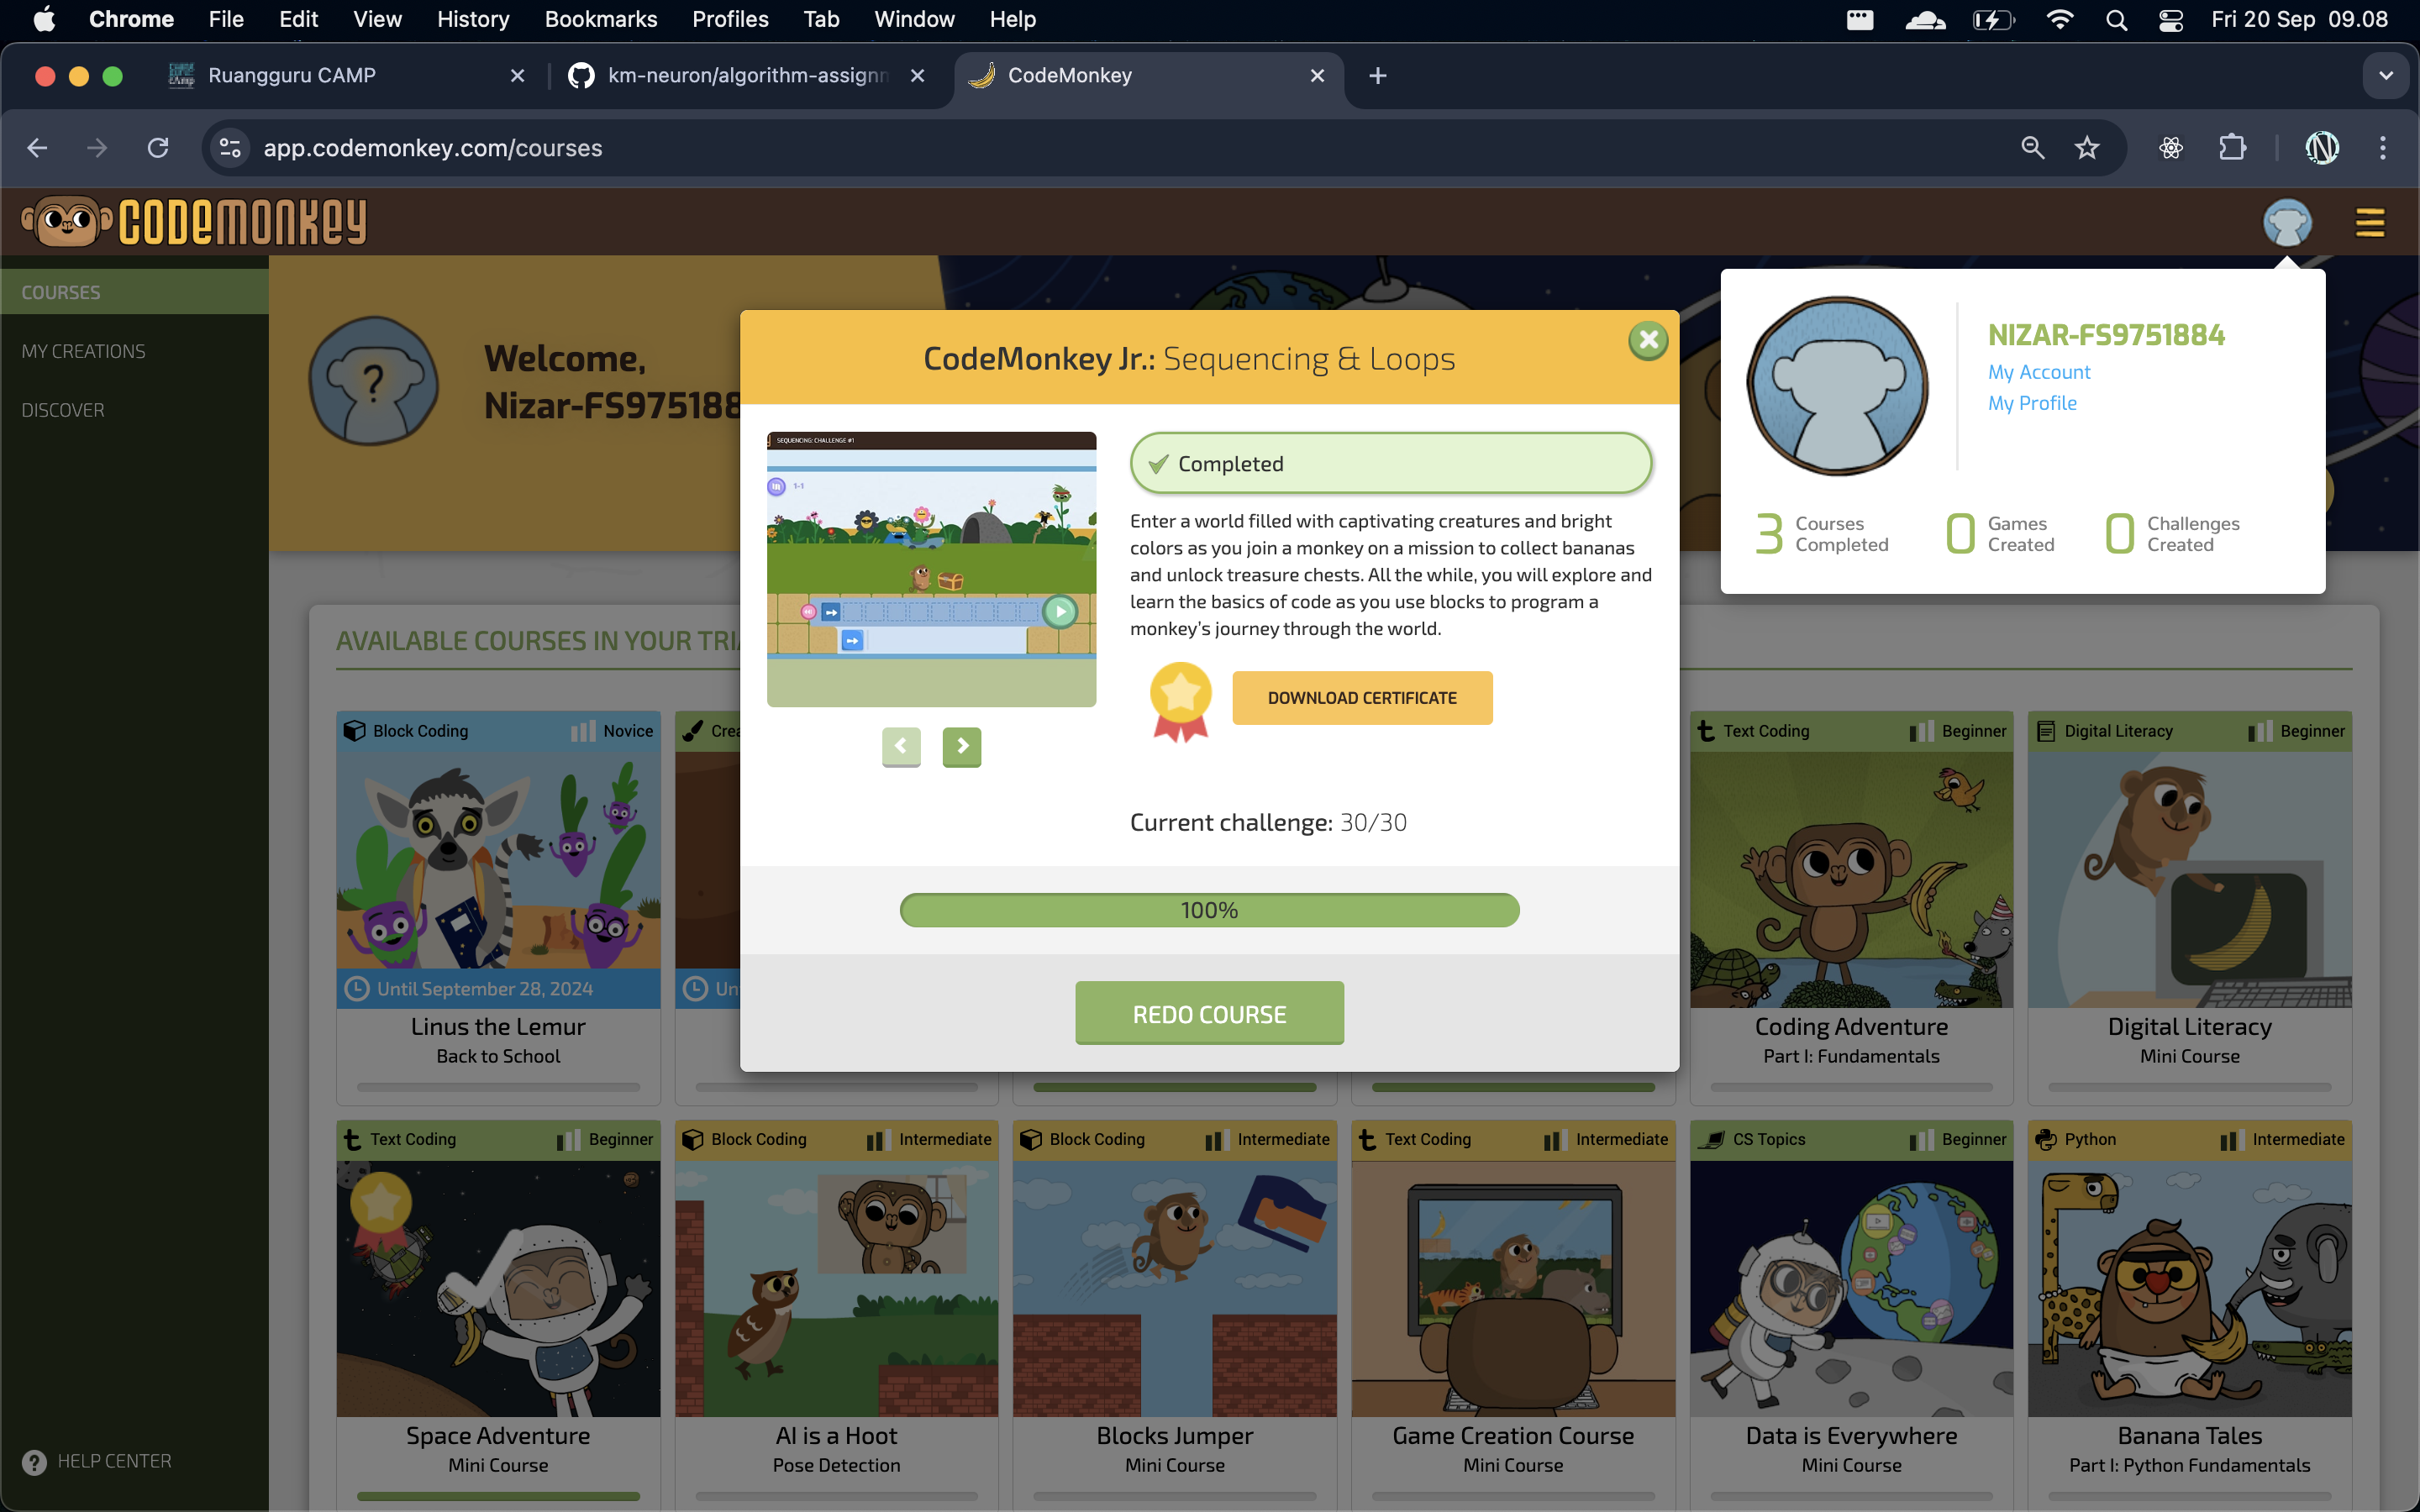 Chrome File Edit View History Bookmarks Profiles Tab Window Help Fri 20 Sep 09.08
Ruangguru CAMP km-neuron/algorithm-assignm CodeMonkey
app.codemonkey.com/courses
CODEMONKEY
COURSES
MY CREATIONS
DISCOVER
HELP CENTER
Welcome,
Nizar-FS975188
NIZAR-FS9751884
My Account
My Profile
3 Courses Completed
0 Games Created
0 Challenges Created
CodeMonkey Jr.: Sequencing & Loops
SEQUENCING: CHALLENGE #1
1-1
Completed
Enter a world filled with captivating creatures and bright
colors as you join a monkey on a mission to collect bananas
and unlock treasure chests. All the while, you will explore and
learn the basics of code as you use blocks to program a
monkey's journey through the world.
DOWNLOAD CERTIFICATE
Current challenge: 30/30
100%
REDO COURSE
AVAILABLE COURSES IN YOUR TRI
Block Coding Novice
Until September 28, 2024
Linus the Lemur
Back to School
Crea
Un
Text Coding Beginner
Coding Adventure
Part I: Fundamentals
Digital Literacy Beginner
Digital Literacy
Mini Course
Text Coding Beginner
Space Adventure
Mini Course
Block Coding Intermediate
AI is a Hoot
Pose Detection
Block Coding Intermediate
Blocks Jumper
Mini Course
Text Coding Intermediate
Game Creation Course
Mini Course
CS Topics Beginner
Data is Everywhere
Mini Course
Python Intermediate
Banana Tales
Part I: Python Fundamentals